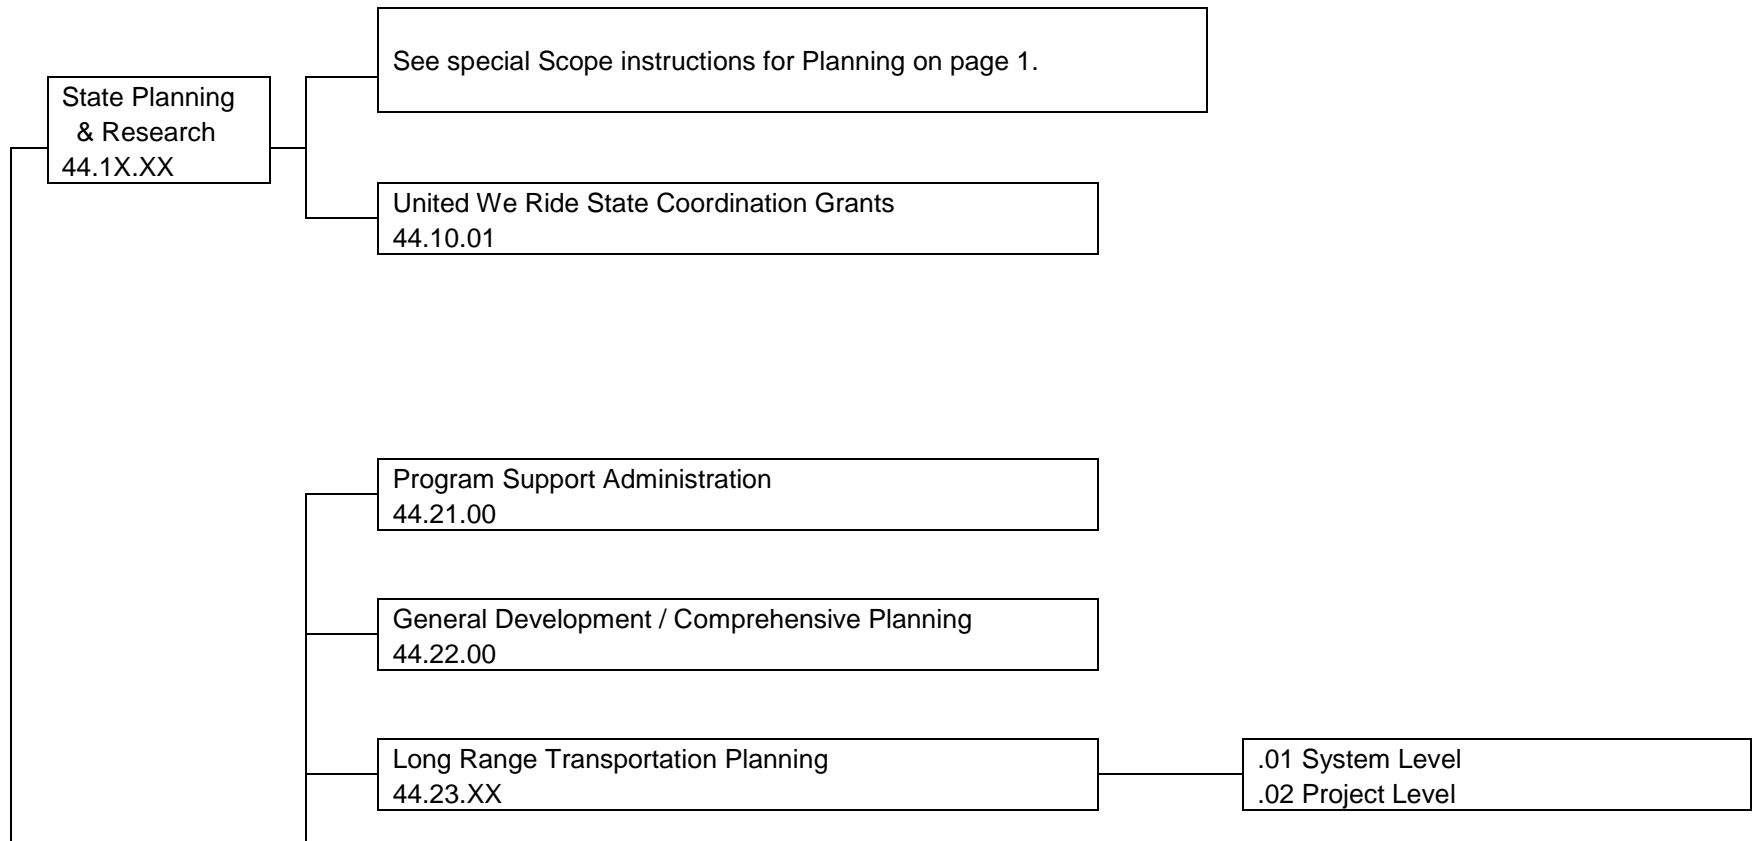 See special Scope instructions for Planning on page 1.
State Planning
& Research
44.1X.XX
United We Ride State Coordination Grants
44.10.01
Program Support Administration
44.21.00
General Development / Comprehensive Planning
44.22.00
Long Range Transportation Planning
44.23.XX
.01 System Level
.02 Project Level